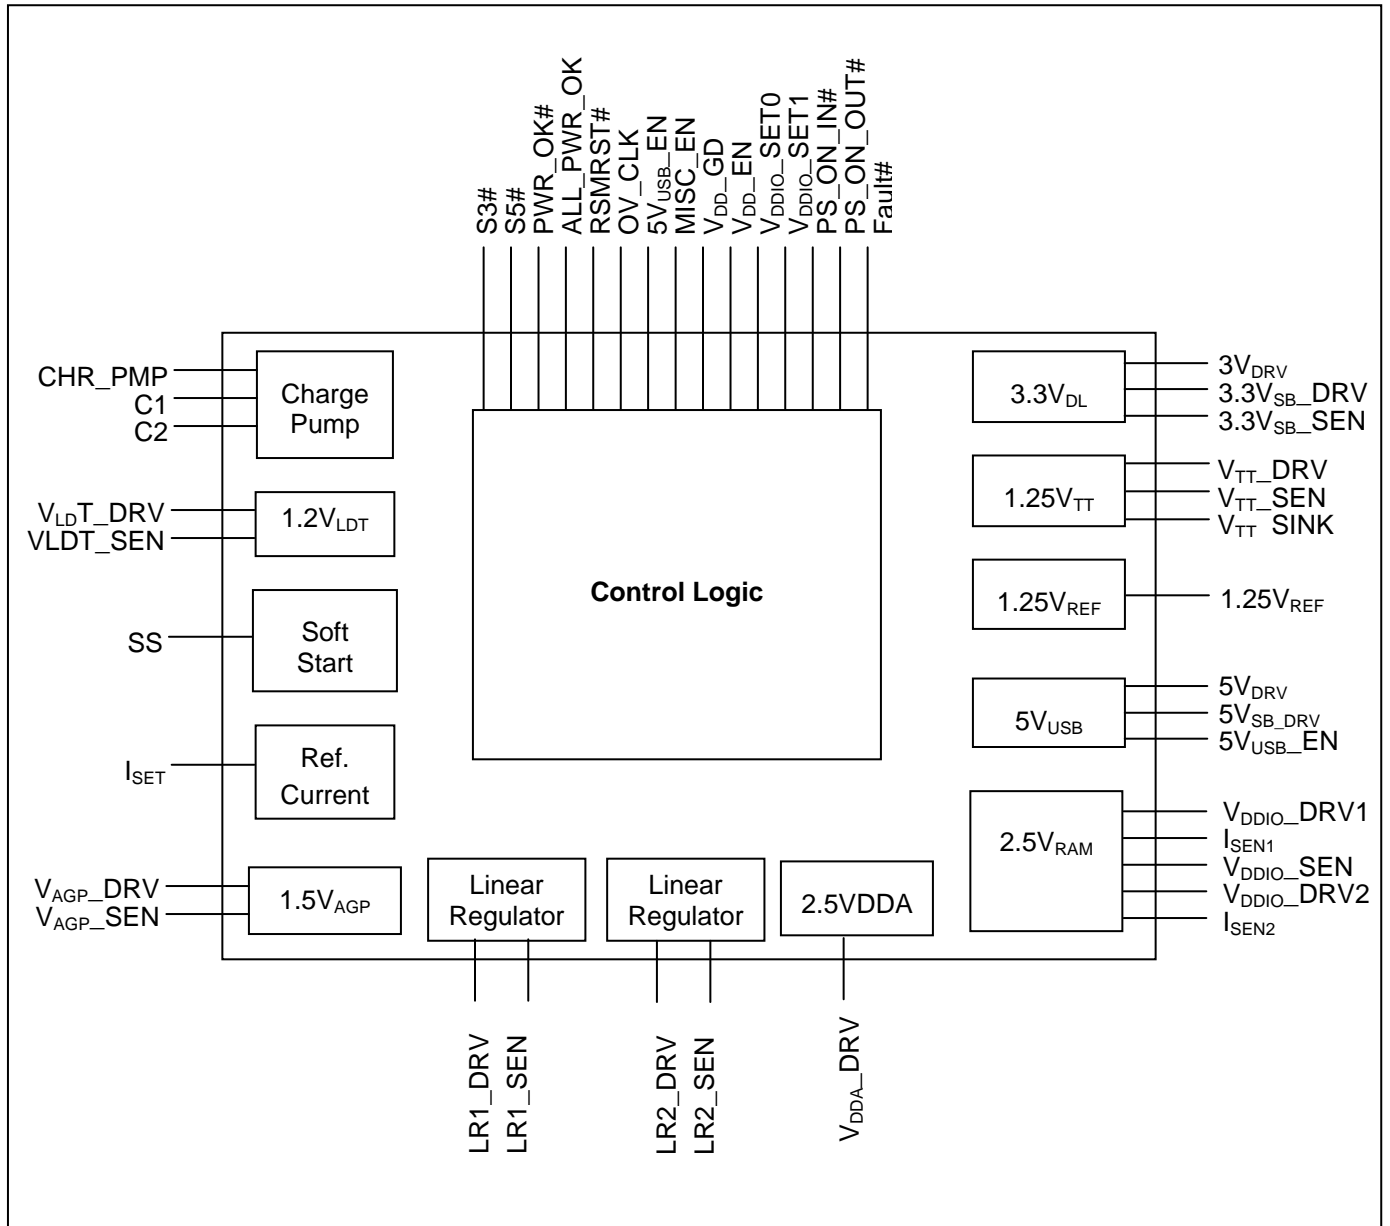 S3#
S5#
PWR_OK#
ALL_PWR_OK
RSMRST#
OV_CLK
5VUSB_EN
MISC_EN
VDD_GD
VDD_EN
VDDIO_SET0
VDDIO_SET1
PS_ON_IN#
PS_ON_OUT#
Fault#
CHR_PMP
C1
C2
Charge
Pump
VLDT_DRV
VLDT_SEN
1.2VLDT
SS
Soft
Start
ISET
Ref.
Current
VAGP_DRV
VAGP_SEN
1.5VAGP
Control Logic
3.3VDL
3VDRV
3.3VSB_DRV
3.3VSB_SEN
1.25VTT
VTT_DRV
VTT_SEN
VTT SINK
1.25VREF
1.25VREF
5VUSB
5VDRV
5VSB_DRV
5VUSB_EN
2.5VRAM
VDDIO_DRV1
ISEN1
VDDIO_SEN
VDDIO_DRV2
ISEN2
Linear
Regulator
Linear
Regulator
2.5VDDA
LR1_DRV
LR1_SEN
LR2_DRV
LR2_SEN
VDDA_DRV